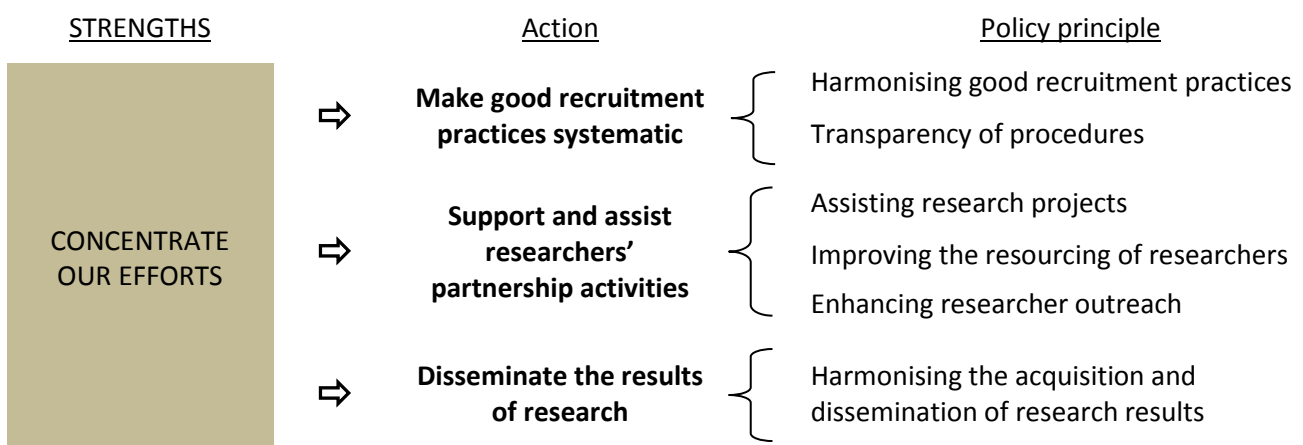 STRENGTHS
Action
Policy principle
CONCENTRATE
OUR EFFORTS
Make good recruitment
practices systematic
Harmonising good recruitment practices
Transparency of procedures
Support and assist
researchers’
partnership activities
Assisting research projects
Improving the resourcing of researchers
Enhancing researcher outreach
Disseminate the results
of research
Harmonising the acquisition and
dissemination of research results